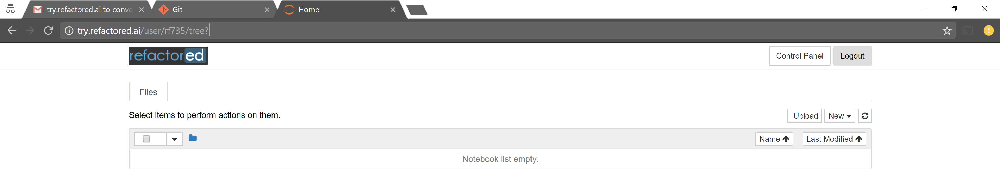 try.refactored.ai to conve
Git
Home
try.refactored.ai/user/rf735/tree?
refactored
Control Panel
Logout
Files
Select items to perform actions on them.
Upload
New
Name
Last Modified
Notebook list empty.